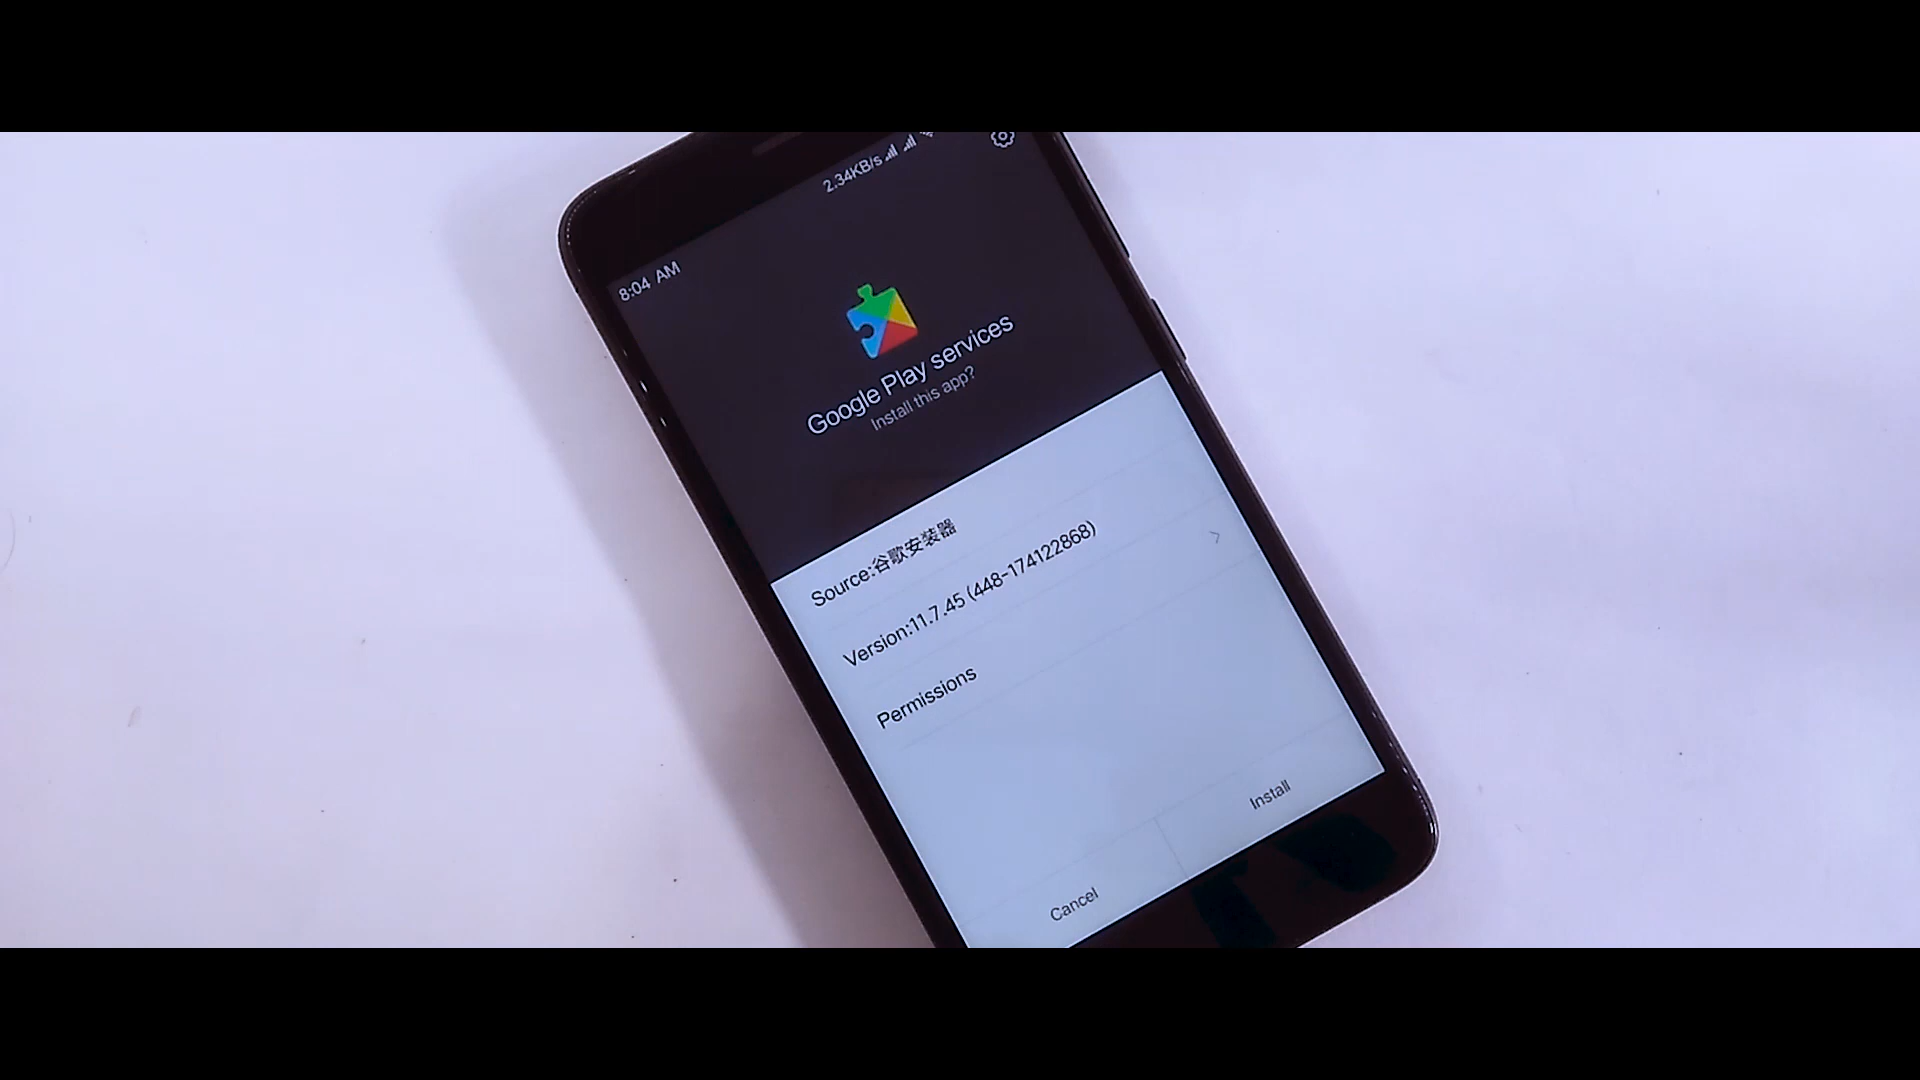 2.34KB/s
8:04 AM
Google Play services
Install this app?
Source:谷歌安装器
Version:11.7.45 (448-174122868)
Permissions
Install
Cancel